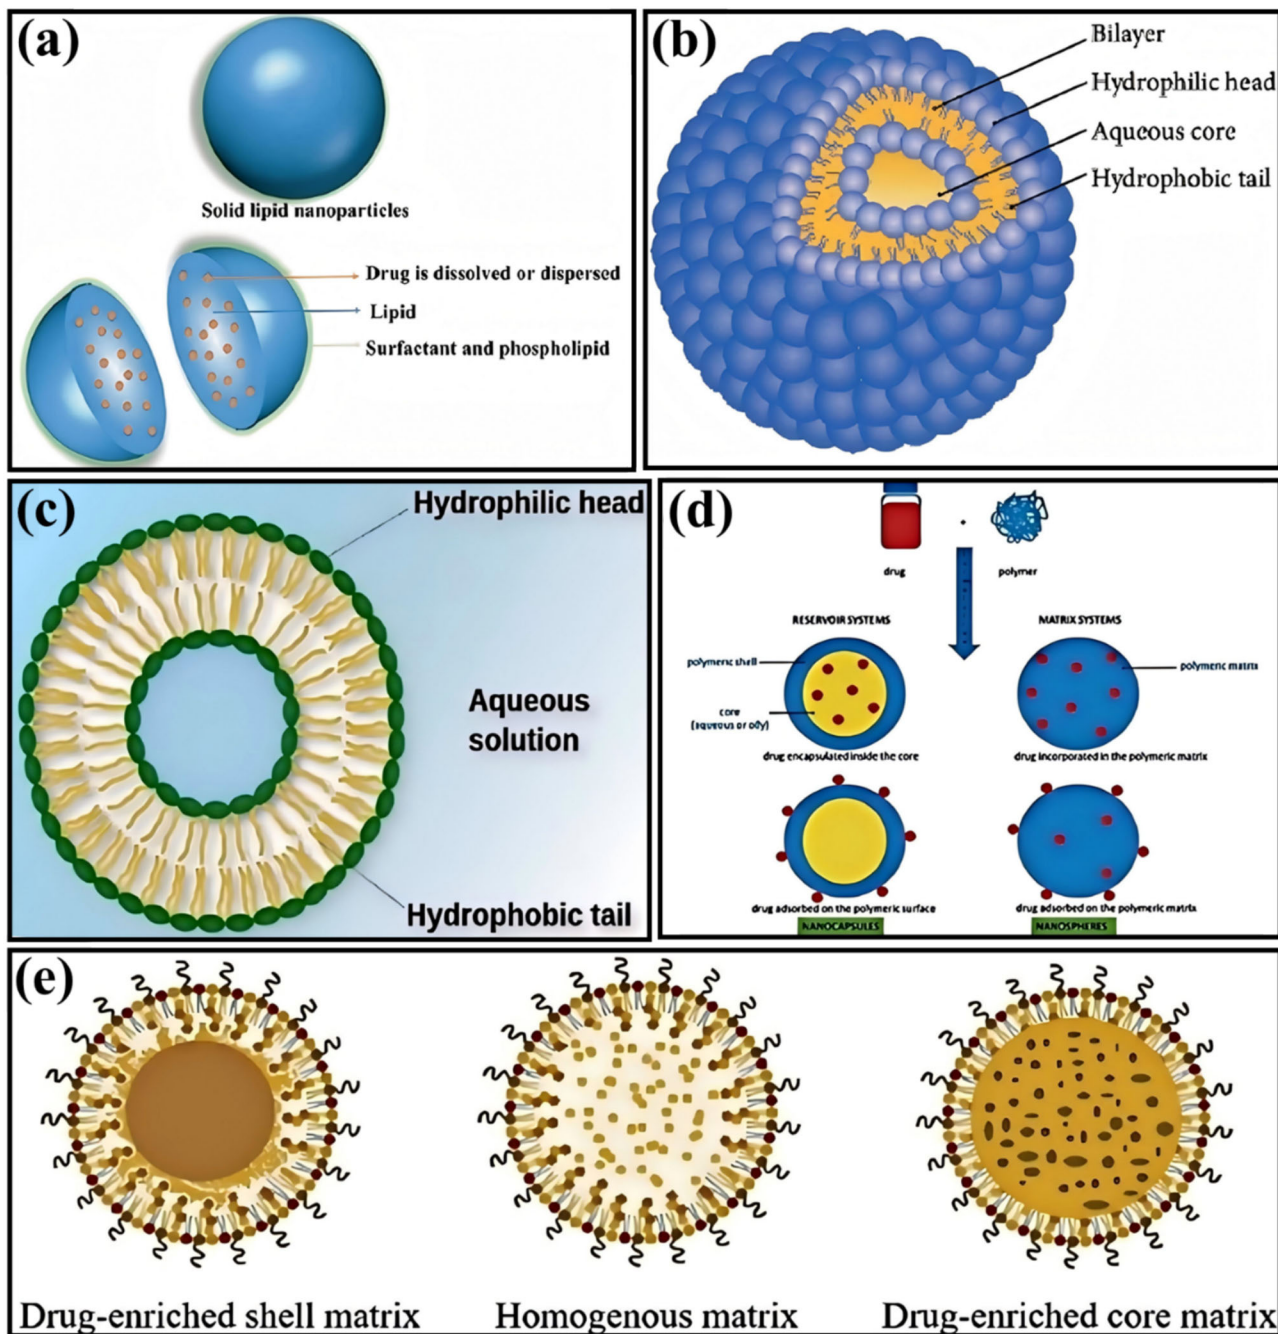 (a)
Solid lipid nanoparticles
Drug is dissolved or dispersed
Lipid
Surfactant and phospholipid
(b)
Bilayer
Hydrophilic head
Aqueous core
Hydrophobic tail
(c)
Hydrophilic head
Aqueous
solution
Hydrophobic tail
(d)
drug
polymer
RESERVOIR SYSTEMS
MATRIX SYSTEMS
polymeric shell
polymeric matrix
core
(aqueous or oily)
drug encapsulated inside the core
drug incorporated in the polymeric matrix
drug adsorbed on the polymeric surface
drug adsorbed on the polymeric matrix
NANOCAPSULES
NANOSPHERES
(e)
Drug-enriched shell matrix
Homogenous matrix
Drug-enriched core matrix